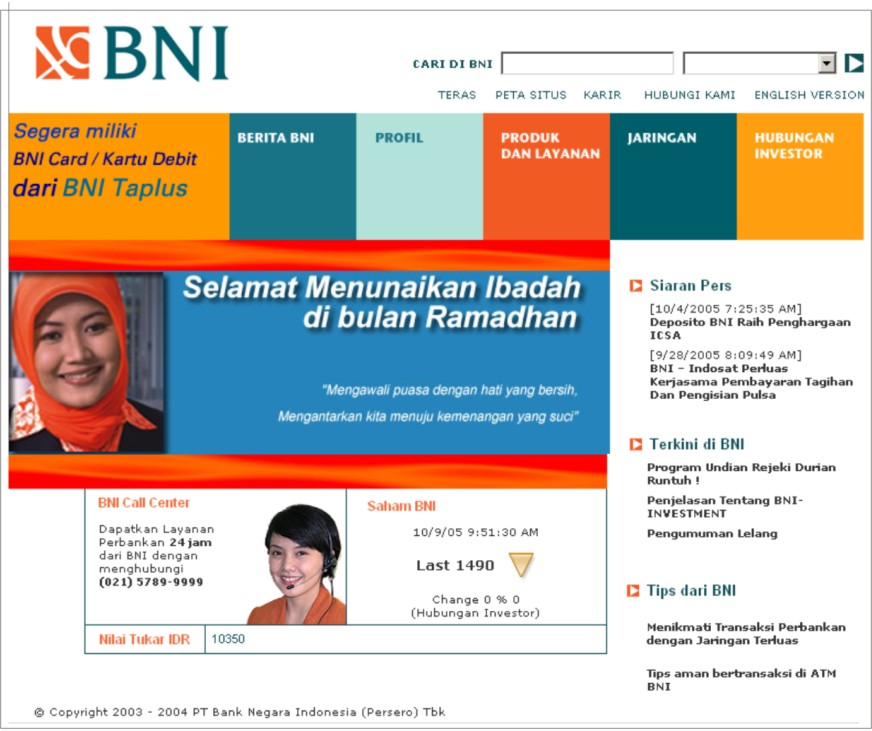 BNI
CARI DI BNI
TERAS PETA SITUS KARIR HUBUNGI KAMI ENGLISH VERSION
Segera miliki
BNI Card / Kartu Debit
dari BNI Taplus
BERITA BNI
PROFIL
PRODUK
DAN LAYANAN
JARINGAN
HUBUNGAN
INVESTOR
Selamat Menunaikan Ibadah
di bulan Ramadhan
"Mengawali puasa dengan hati yang bersih,
Mengantarkan kita menuju kemenangan yang suci"
BNI Call Center
Dapatkan Layanan
Perbankan 24 jam
dari BNI dengan
menghubungi
(021) 5789-9999
Saham BNI
10/9/05 9:51:30 AM
Last 1490
Change 0 % 0
(Hubungan Investor)
Nilai Tukar IDR 10350
Siaran Pers
[10/4/2005 7:25:35 AM]
Deposito BNI Raih Penghargaan
ICSA
[9/28/2005 8:09:49 AM]
BNI - Indosat Perluas
Kerjasama Pembayaran Tagihan
Dan Pengisian Pulsa
Terkini di BNI
Program Undian Rejeki Durian
Runtuh !
Penjelasan Tentang BNI-
INVESTMENT
Pengumuman Lelang
Tips dari BNI
Menikmati Transaksi Perbankan
dengan Jaringan Terluas
Tips aman bertransaksi di ATM
BNI
© Copyright 2003 - 2004 PT Bank Negara Indonesia (Persero) Tbk